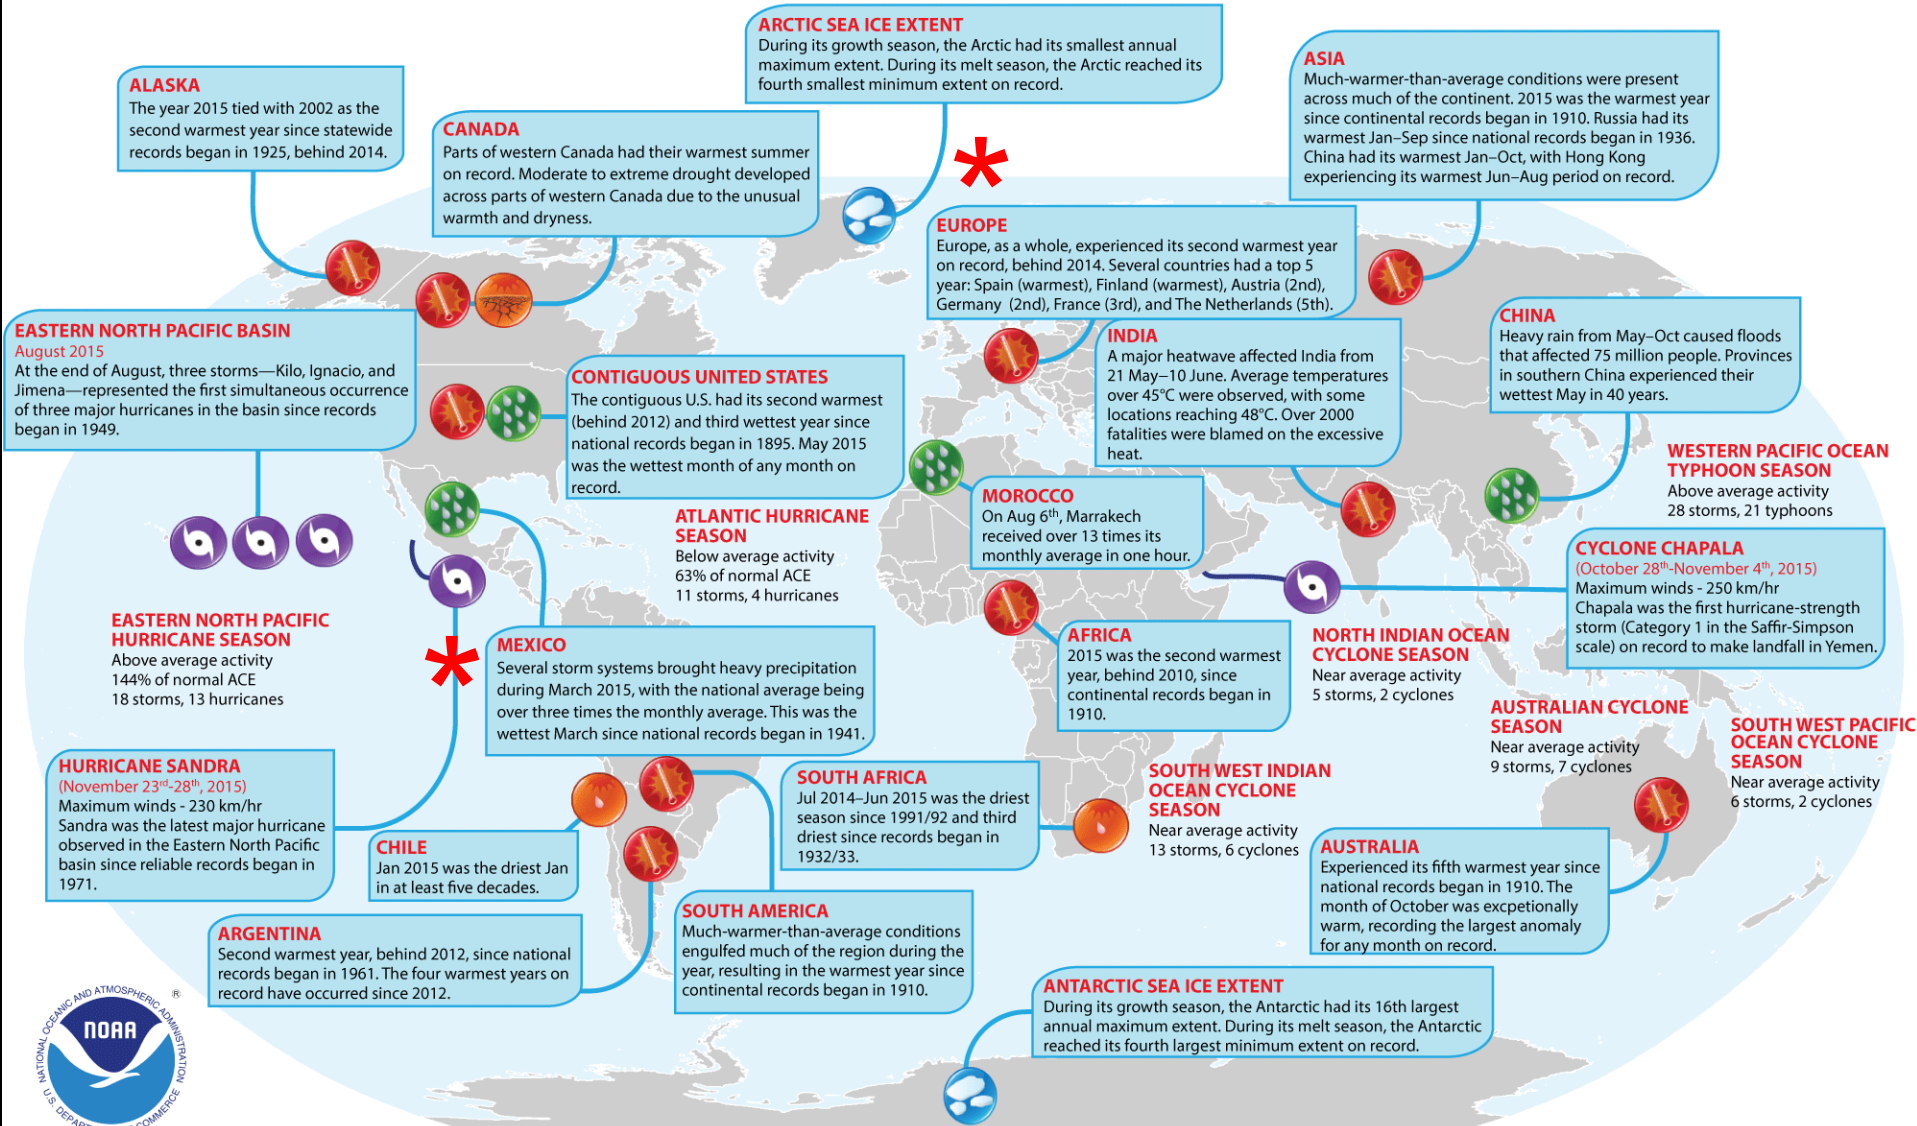 ARCTIC SEA ICE EXTENT
During its growth season, the Arctic had its smallest annual
maximum extent. During its melt season, the Arctic reached its
fourth smallest minimum extent on record.
ALASKA
The year 2015 tied with 2002 as the
second warmest year since statewide
records began in 1925, behind 2014.
CANADA
Parts of western Canada had their warmest summer
on record. Moderate to extreme drought developed
across parts of western Canada due to the unusual
warmth and dryness.
ASIA
Much-warmer-than-average conditions were present
across much of the continent. 2015 was the warmest year
since continental records began in 1910. Russia had its
warmest Jan–Sep since national records began in 1936.
China had its warmest Jan–Oct, with Hong Kong
experiencing its warmest Jun–Aug period on record.
*
EUROPE
Europe, as a whole, experienced its second warmest year
on record, behind 2014. Several countries had a top 5
year: Spain (warmest), Finland (warmest), Austria (2nd),
Germany (2nd), France (3rd), and The Netherlands (5th).
EASTERN NORTH PACIFIC BASIN
August 2015
At the end of August, three storms—Kilo, Ignacio, and
Jimena—represented the first simultaneous occurrence
of three major hurricanes in the basin since records
began in 1949.
CONTIGUOUS UNITED STATES
The contiguous U.S. had its second warmest
(behind 2012) and third wettest year since
national records began in 1895. May 2015
was the wettest month of any month on
record.
INDIA
A major heatwave affected India from
21 May—10 June. Average temperatures
over 45°C were observed, with some
locations reaching 48°C. Over 2000
fatalities were blamed on the excessive
heat.
CHINA
Heavy rain from May–Oct caused floods
that affected 75 million people. Provinces
in southern China experienced their
wettest May in 40 years.
WESTERN PACIFIC OCEAN
TYPHOON SEASON
Above average activity
28 storms, 21 typhoons
MOROCCO
On Aug 6th, Marrakech
received over 13 times its
monthly average in one hour.
ATLANTIC HURRICANE
SEASON
Below average activity
63% of normal ACE
11 storms, 4 hurricanes
CYCLONE CHAPALA
(October 28th-November 4th, 2015)
Maximum winds - 250 km/hr
Chapala was the first hurricane-strength
storm (Category 1 in the Saffir-Simpson
scale) on record to make landfall in Yemen.
EASTERN NORTH PACIFIC
HURRICANE SEASON
Above average activity
144% of normal ACE
18 storms, 13 hurricanes
*
MEXICO
Several storm systems brought heavy precipitation
during March 2015, with the national average being
over three times the monthly average. This was the
wettest March since national records began in 1941.
AFRICA
2015 was the second warmest
year, behind 2010, since
continental records began in
1910.
NORTH INDIAN OCEAN
CYCLONE SEASON
Near average activity
5 storms, 2 cyclones
AUSTRALIAN CYCLONE
SEASON
Near average activity
9 storms, 7 cyclones
SOUTH WEST PACIFIC
OCEAN CYCLONE
SEASON
Near average activity
6 storms, 2 cyclones
HURRICANE SANDRA
(November 23rd-28th, 2015)
Maximum winds - 230 km/hr
Sandra was the latest major hurricane
observed in the Eastern North Pacific
basin since reliable records began in
1971.
CHILE
Jan 2015 was the driest Jan
in at least five decades.
SOUTH AFRICA
Jul 2014–Jun 2015 was the driest
season since 1991/92 and third
driest since records began in
1932/33.
SOUTH WEST INDIAN
OCEAN CYCLONE
SEASON
Near average activity
13 storms, 6 cyclones
AUSTRALIA
Experienced its fifth warmest year since
national records began in 1910. The
month of October was excpetionally
warm, recording the largest anomaly
for any month on record.
ARGENTINA
Second warmest year, behind 2012, since national
records began in 1961. The four warmest years on
record have occurred since 2012.
SOUTH AMERICA
Much-warmer-than-average conditions
engulfed much of the region during the
year, resulting in the warmest year since
continental records began in 1910.
ANTARCTIC SEA ICE EXTENT
During its growth season, the Antarctic had its 16th largest
annual maximum extent. During its melt season, the Antarctic
reached its fourth largest minimum extent on record.
NATIONAL OCEANIC AND ATMOSPHERIC ADMINISTRATION
®
NOAA
U.S. DEPAR
COMMERCE